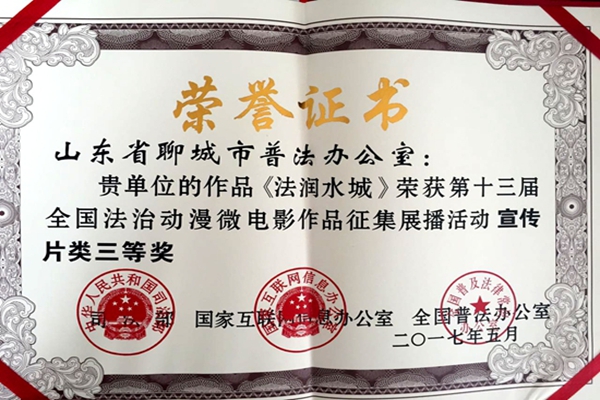 荣誉证书
山东省聊城市普法办公室：
贵单位的作品《法润水城》荣获第十三届
全国法治动漫微电影作品征集展播活动宣传
片类三等奖
司法部 国家互联网信息办公室 全国普法办公室
二〇一七年五月